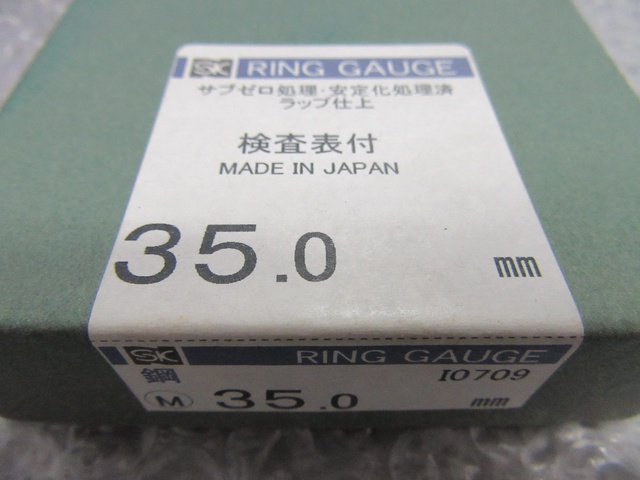 SK RING GAUGE
サブゼロ処理・安定化処理済
ラップ仕上
検査表付
MADE IN JAPAN
35.0 mm
SK RING GAUGE
鋼 I0709
M 35.0 mm